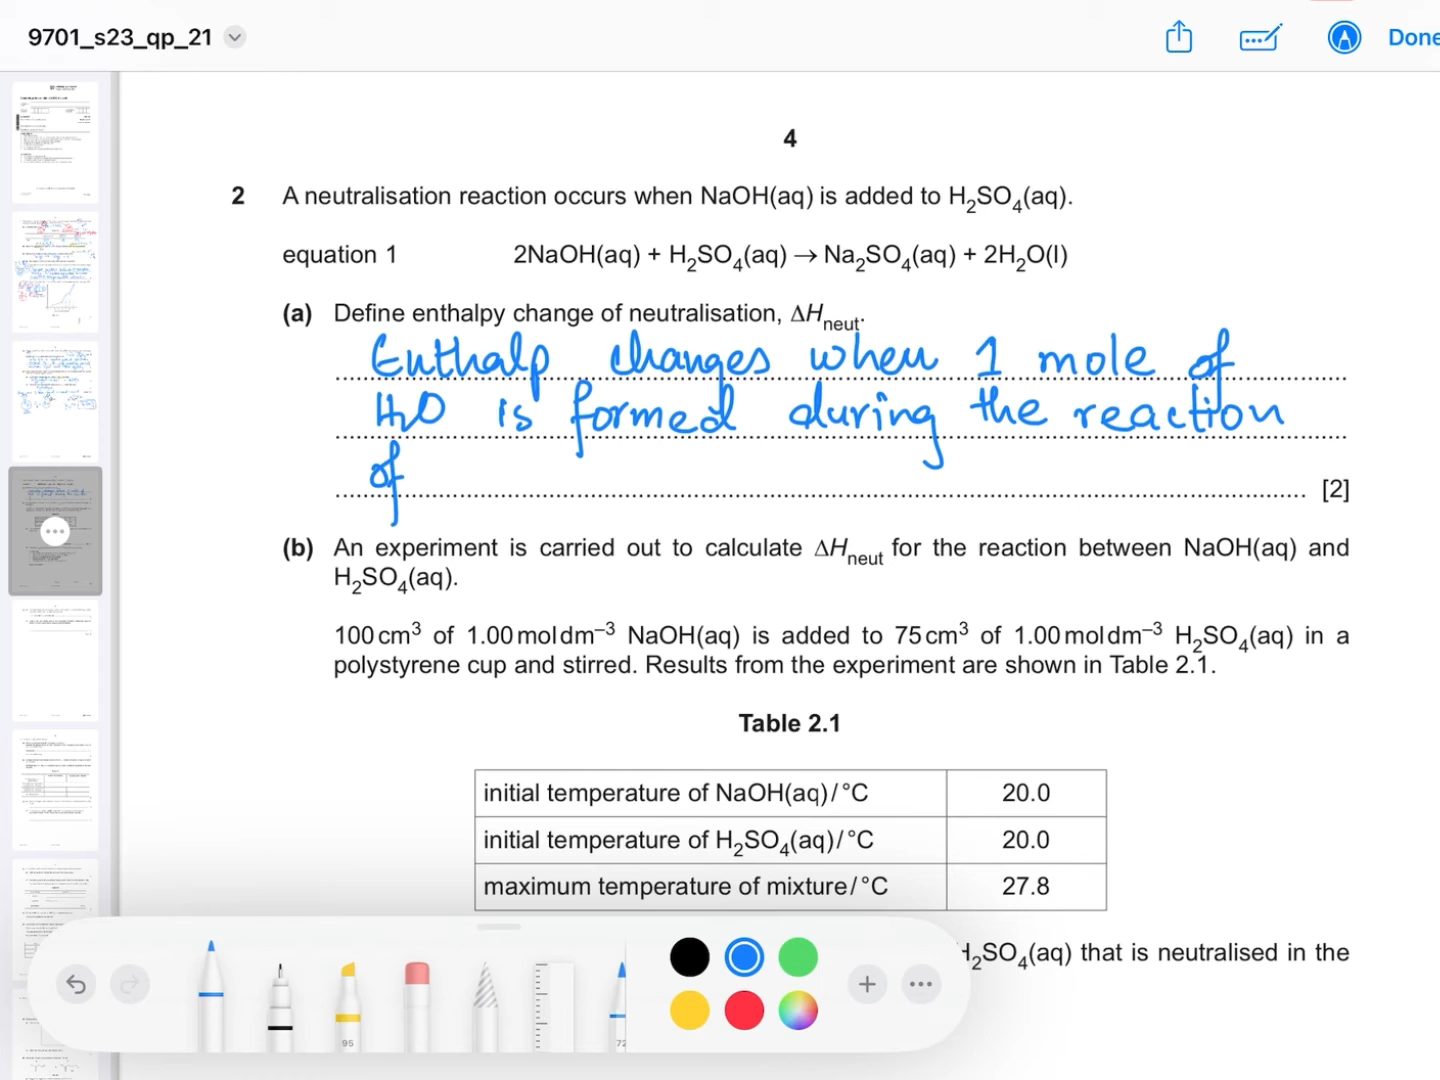 9701_s23_qp_21
Done
4
2 A neutralisation reaction occurs when NaOH(aq) is added to H₂SO₄(aq).
equation 1 2NaOH(aq) + H₂SO₄(aq) → Na₂SO₄(aq) + 2H₂O(l)
(a) Define enthalpy change of neutralisation, ΔH_neut.
Enthalp changes when 1 mole of
H₂O is formed during the reaction
of
[2]
(b) An experiment is carried out to calculate ΔH_neut for the reaction between NaOH(aq) and
H₂SO₄(aq).
100 cm³ of 1.00 mol dm⁻³ NaOH(aq) is added to 75 cm³ of 1.00 mol dm⁻³ H₂SO₄(aq) in a
polystyrene cup and stirred. Results from the experiment are shown in Table 2.1.
Table 2.1
initial temperature of NaOH(aq)/°C 20.0
initial temperature of H₂SO₄(aq)/°C 20.0
maximum temperature of mixture/°C 27.8
H₂SO₄(aq) that is neutralised in the
95
72